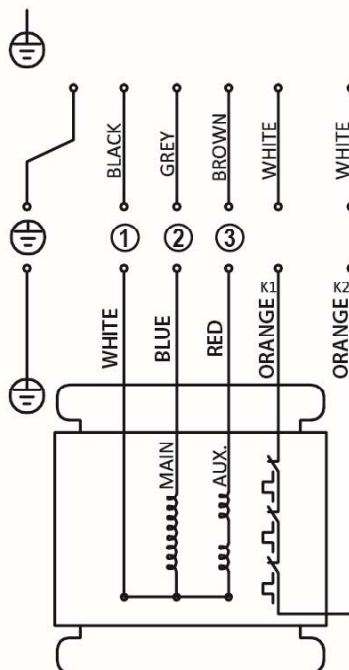 BLACK
GREY
BROWN
WHITE
WHITE
1
2
3
WHITE
BLUE
RED
ORANGE
K1
ORANGE
K2
MAIN
AUX.